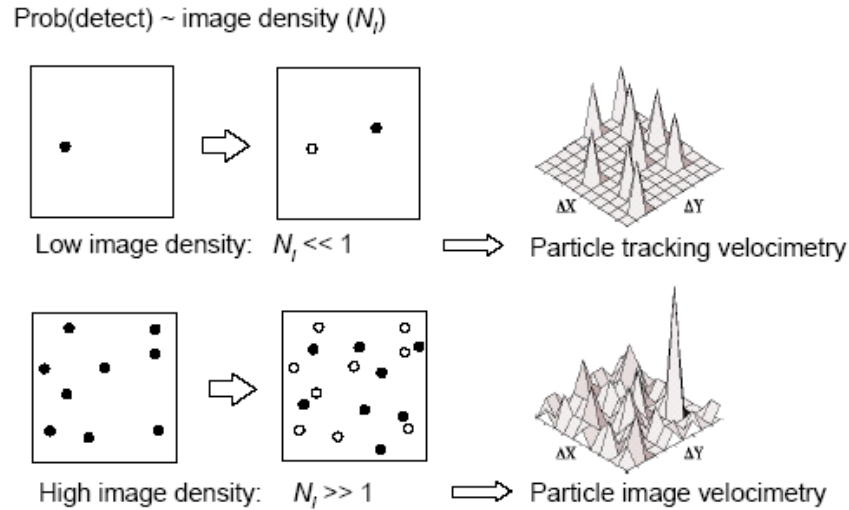 Prob(detect) ~ image density (N_I)
ΔX ΔY
Low image density: N_I << 1
Particle tracking velocimetry
ΔX ΔY
High image density: N_I >> 1
Particle image velocimetry